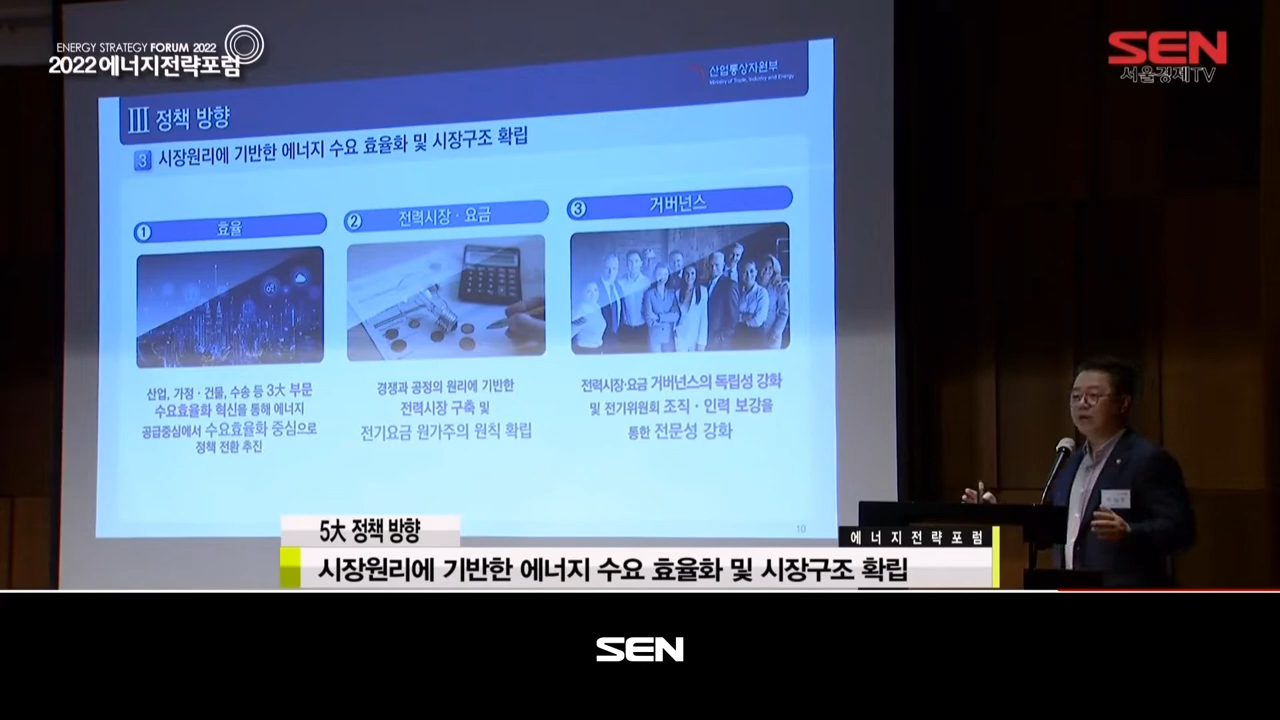 ENERGY STRATEGY FORUM 2022
2022에너지전략포럼
SEN
서울경제TV
산업통상자원부
Ministry of Trade, Industry and Energy
Ⅲ 정책 방향
3 시장원리에 기반한 에너지 수요 효율화 및 시장구조 확립
① 효율
산업, 가정·건물, 수송 등 3大 부문
수요효율화 혁신을 통해 에너지
공급중심에서 수요효율화 중심으로
정책 전환 추진
② 전력시장·요금
경쟁과 공정의 원리에 기반한
전력시장 구축 및
전기요금 원가주의 원칙 확립
③ 거버넌스
전력시장·요금 거버넌스의 독립성 강화
및 전기위원회 조직·인력 보강을
통한 전문성 강화
10
5大 정책 방향
에너지전략포럼
시장원리에 기반한 에너지 수요 효율화 및 시장구조 확립
SEN